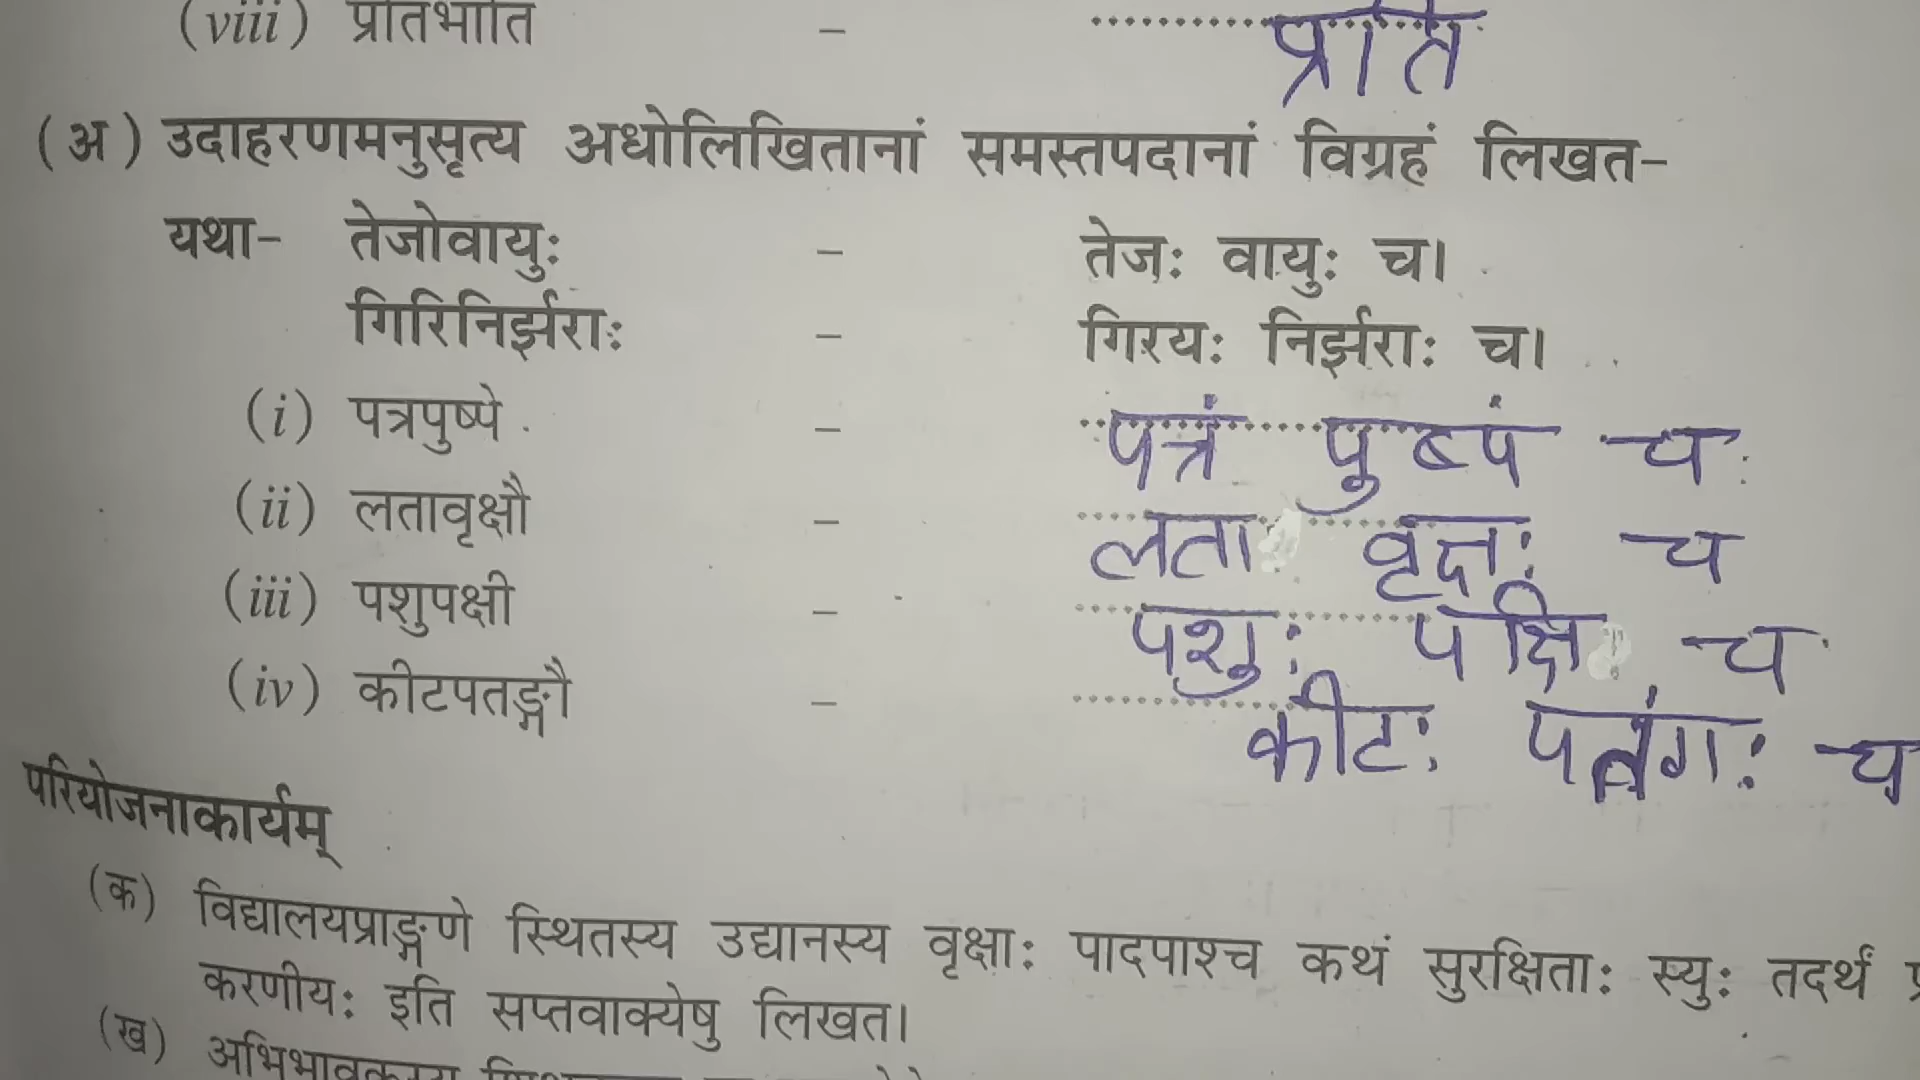 (viii) प्रतिभाति – .................. प्रति
(अ) उदाहरणमनुसृत्य अधोलिखितानां समस्तपदानां विग्रहं लिखत–
यथा– तेजोवायुः – तेजः वायुः च।
गिरिनिर्झराः – गिरयः निर्झराः च।
(i) पत्रपुष्पे – पत्रं पुष्पं च
(ii) लतावृक्षौ – लता वृक्षः च
(iii) पशुपक्षी – पशुः पक्षि च
(iv) कीटपतङ्गौ – कीटः पतंगः च
परियोजनाकार्यम्
(क) विद्यालयप्राङ्गणे स्थितस्य उद्यानस्य वृक्षाः पादपाश्च कथं सुरक्षिताः स्युः तदर्थं
करणीयः इति सप्तवाक्येषु लिखत।
(ख)